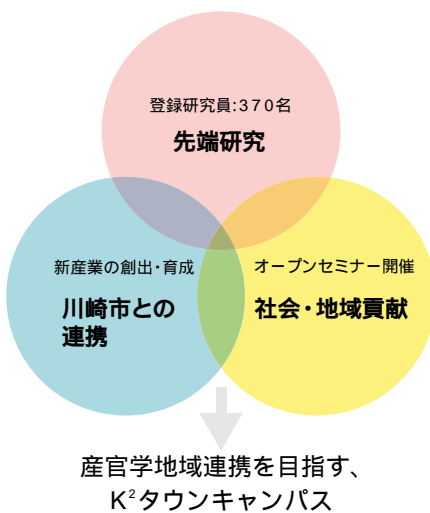 登録研究員:370名
先端研究
新産業の創出・育成
川崎市との
連携
オープンセミナー開催
社会・地域貢献
産官学地域連携を目指す、
K²タウンキャンパス